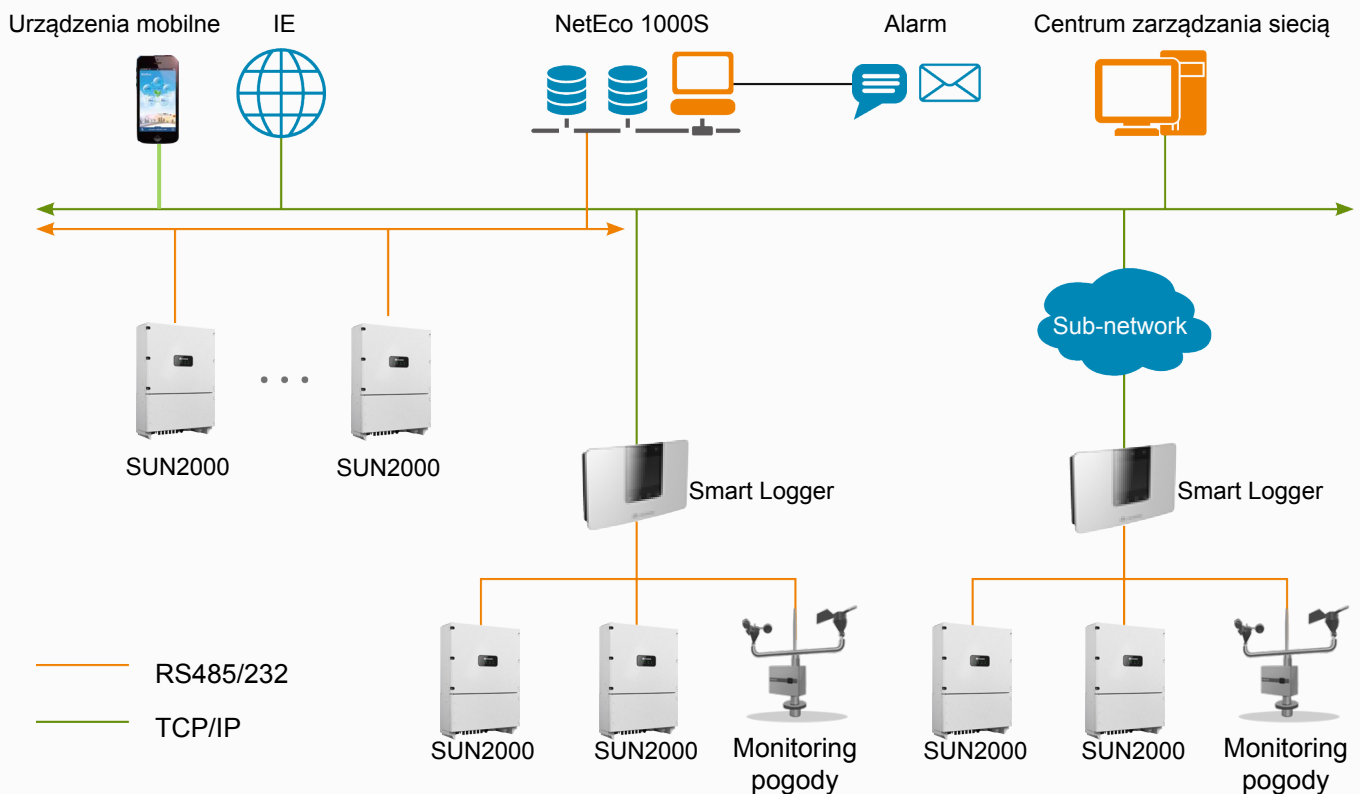 Urządzenia mobilne
IE
NetEco 1000S
Alarm
Centrum zarządzania siecią
Sub-network
SUN2000
SUN2000
Smart Logger
Smart Logger
RS485/232
TCP/IP
SUN2000
SUN2000
Monitoring
pogody
SUN2000
SUN2000
Monitoring
pogody